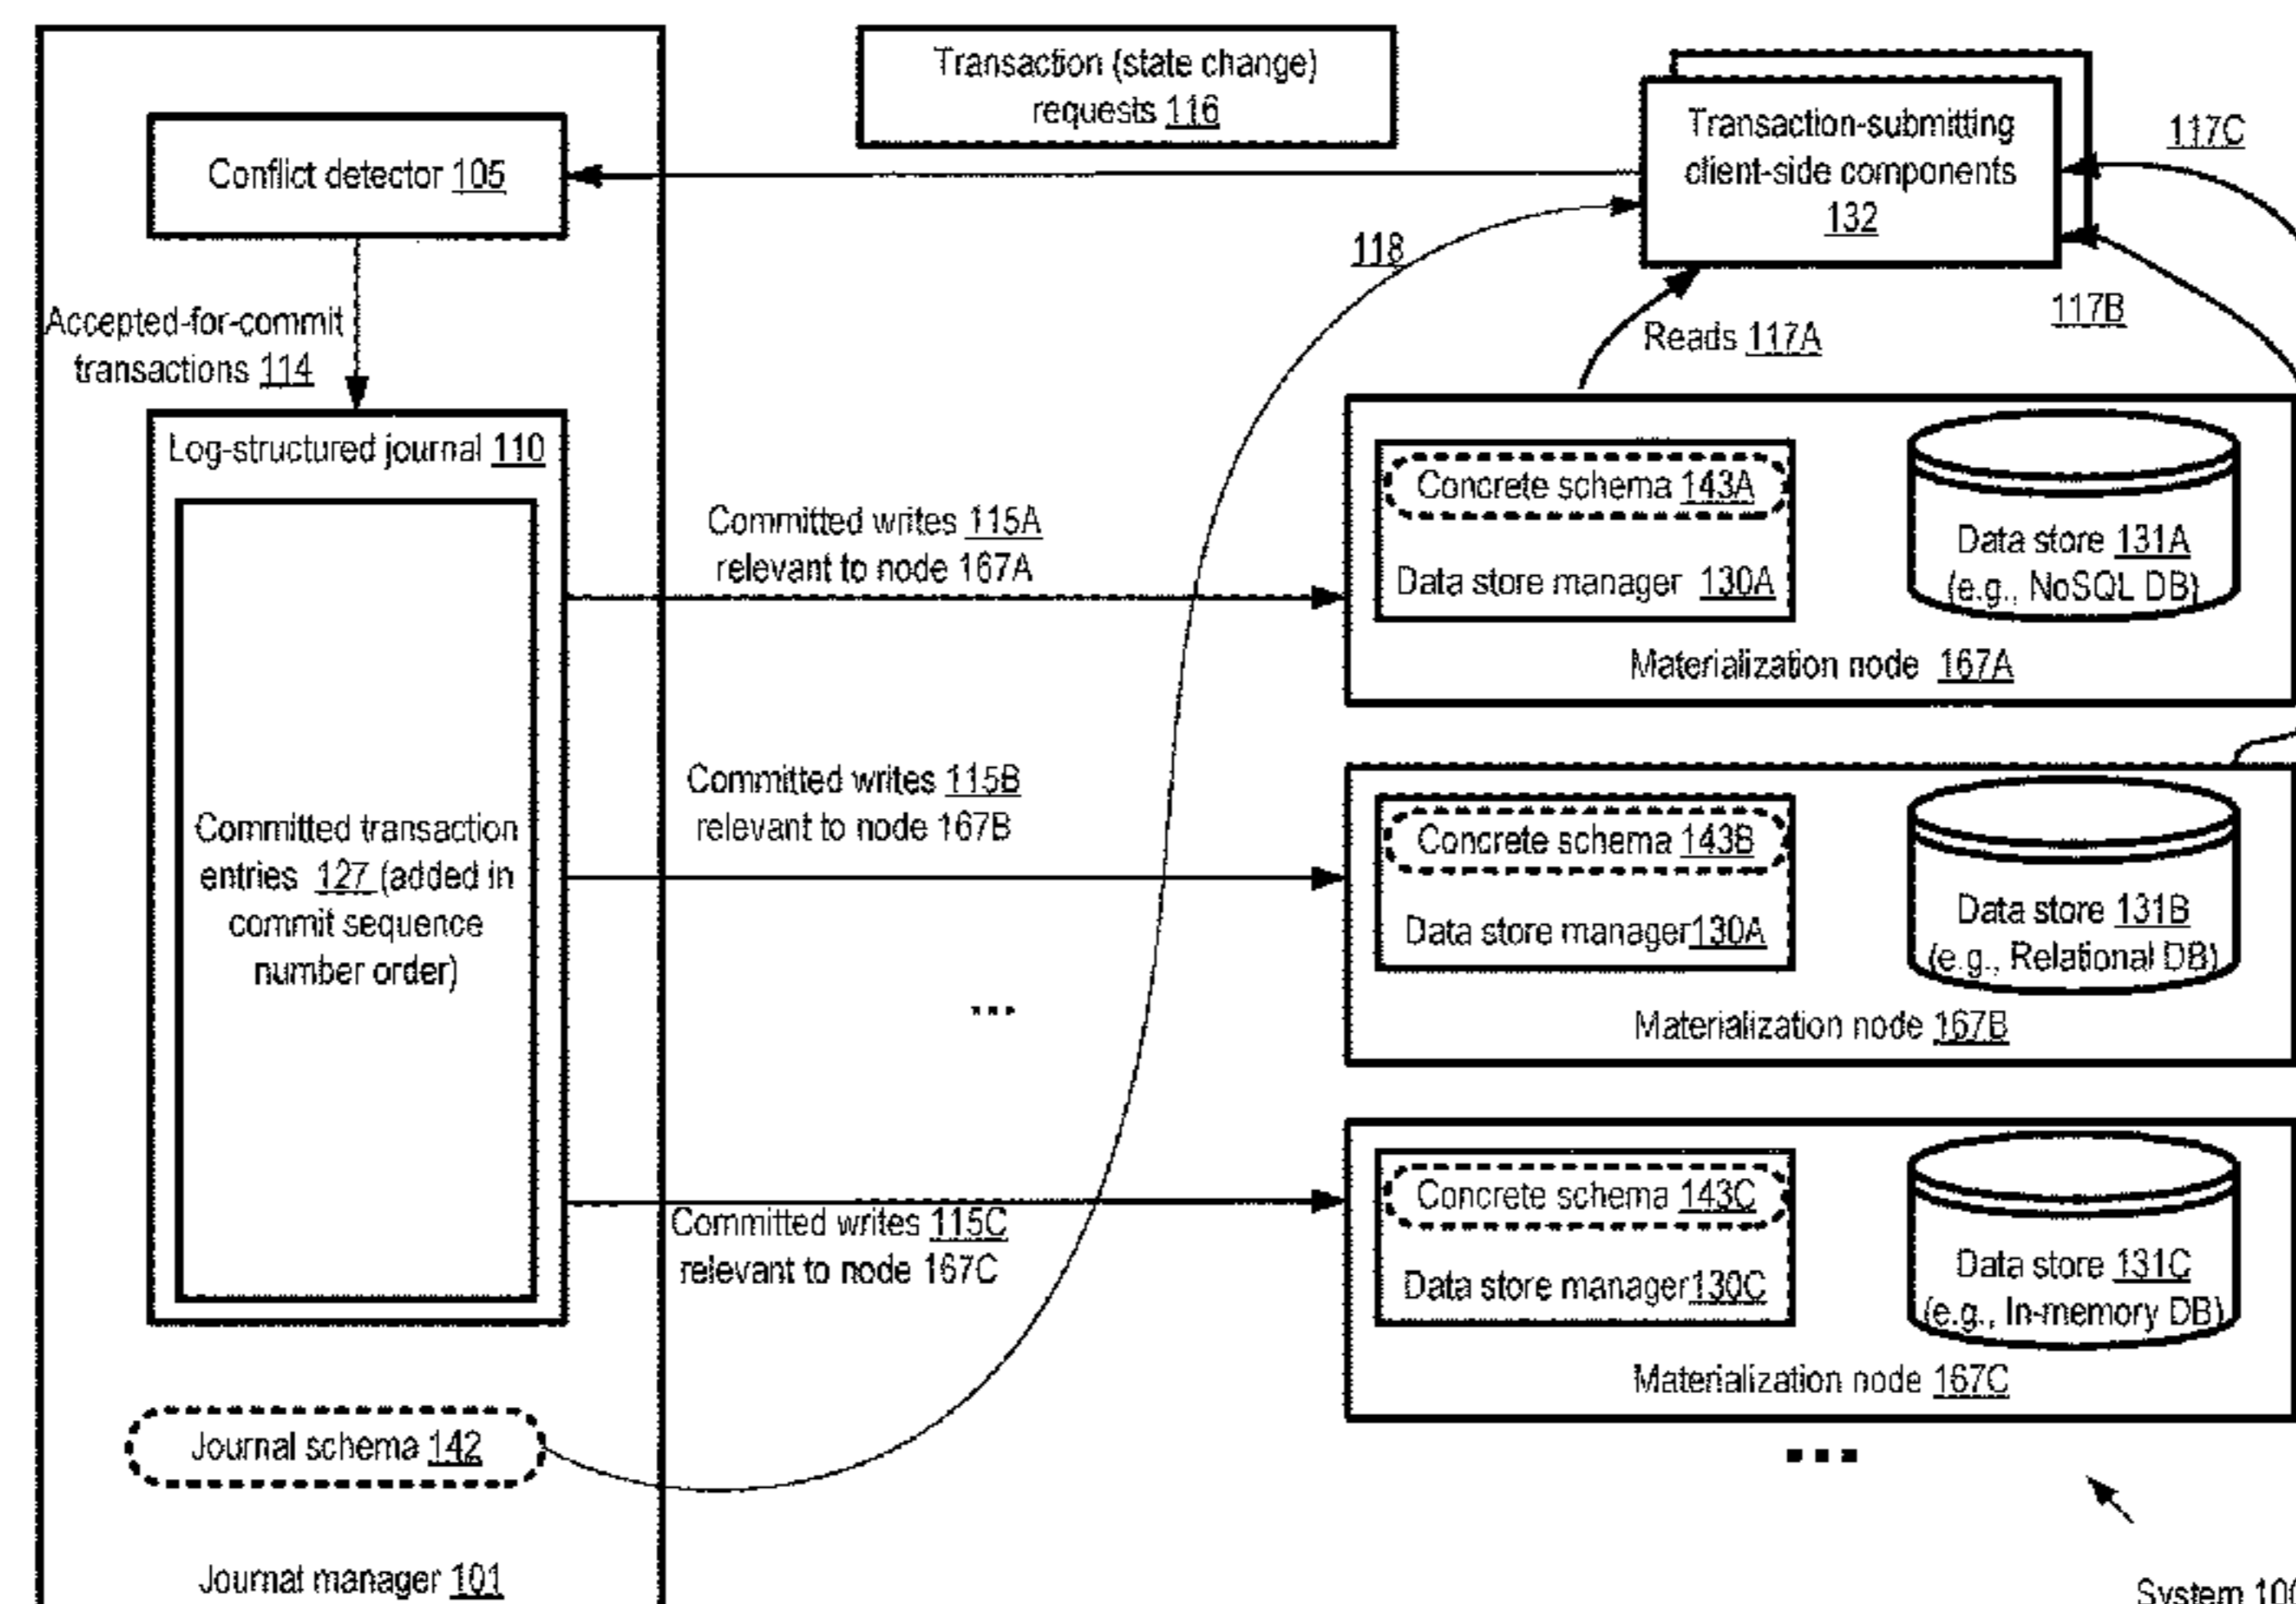 Transaction (state change)
requests 116
Transaction-submitting
client-side components
132
117C
Conflict detector 105
118
117B
Reads 117A
Accepted-for-commit
transactions 114
Log-structured journal 110
Committed transaction
entries 127 (added in
commit sequence
number order)
Committed writes 115A
relevant to node 167A
Concrete schema 143A
Data store manager 130A
Data store 131A
(e.g., NoSQL DB)
Materialization node 167A
Committed writes 115B
relevant to node 167B
Concrete schema 143B
Data store manager130A
Data store 131B
(e.g., Relational DB)
Materialization node 167B
...
Committed writes 115C
relevant to node 167C
Concrete schema 143C
Data store manager130C
Data store 131C
(e.g., In-memory DB)
Materialization node 167C
...
Journal schema 142
Journal manager 101
System